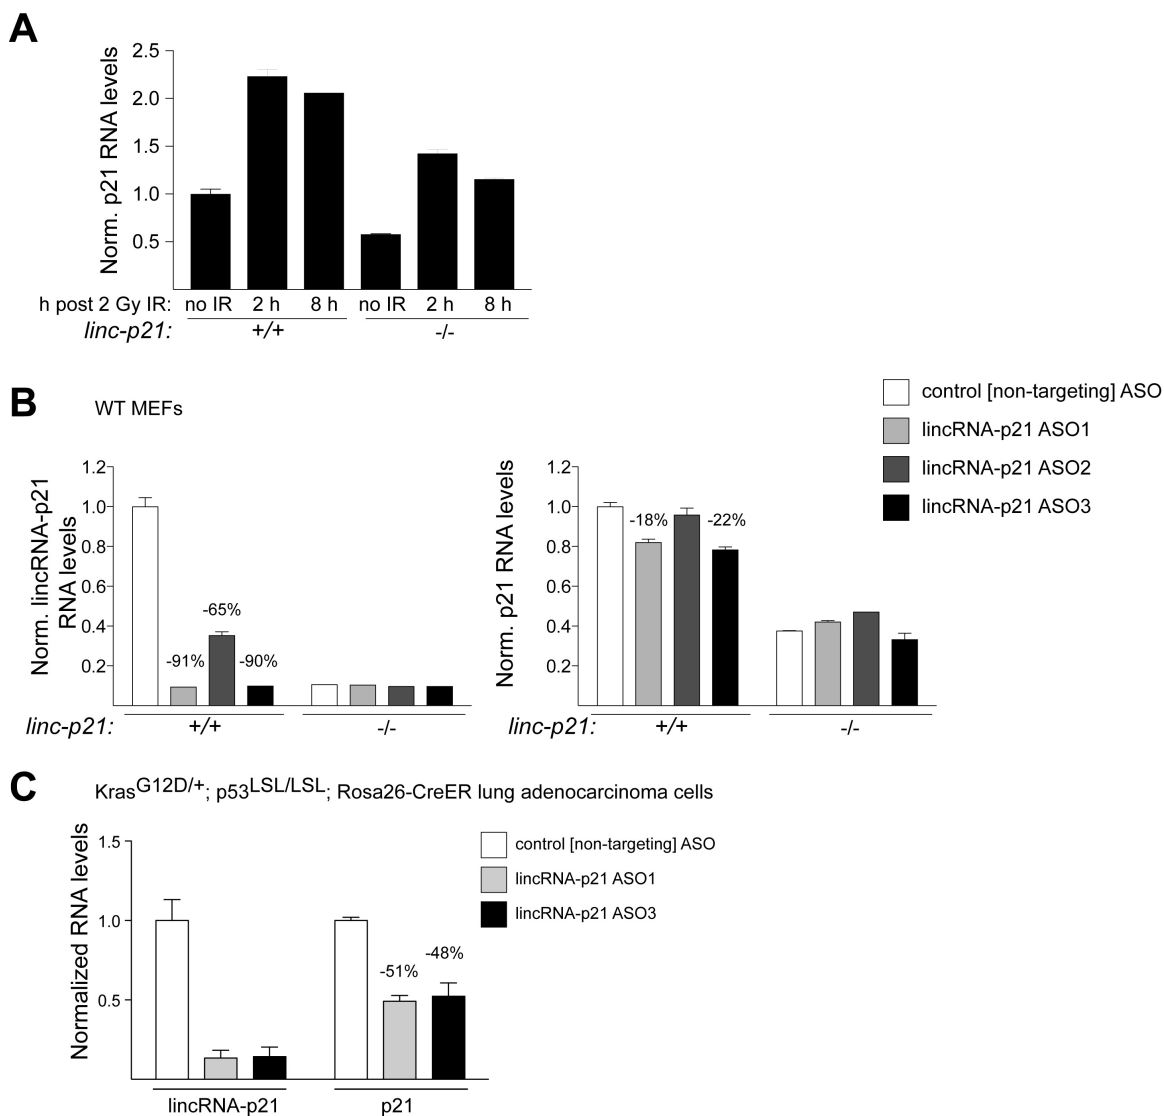 A
Norm. p21 RNA levels
2.5
2.0
1.5
1.0
0.5
h post 2 Gy IR: no IR 2 h 8 h no IR 2 h 8 h
linc-p21: +/+ -/-
B
WT MEFs
control [non-targeting] ASO
lincRNA-p21 ASO1
lincRNA-p21 ASO2
lincRNA-p21 ASO3
Norm. lincRNA-p21
RNA levels
1.2
1.0
0.8
0.6
0.4
0.2
-91%
-65%
-90%
linc-p21: +/+ -/-
Norm. p21 RNA levels
1.2
1.0
0.8
0.6
0.4
0.2
-18%
-22%
linc-p21: +/+ -/-
C
KrasG12D/+; p53LSL/LSL; Rosa26-CreER lung adenocarcinoma cells
Normalized RNA levels
1.5
1.0
0.5
control [non-targeting] ASO
lincRNA-p21 ASO1
lincRNA-p21 ASO3
-51%
-48%
lincRNA-p21 p21